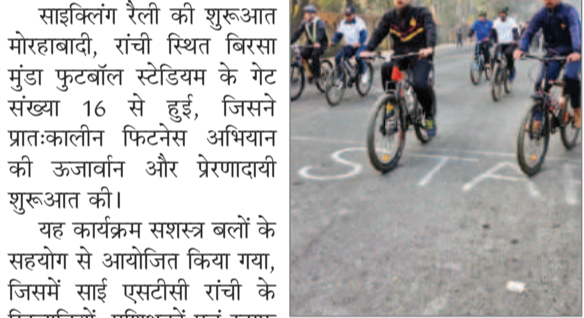 साइक्लिंग रैली की शुरूआत
मोरहाबादी, रांची स्थित बिरसा
मुंडा फुटबॉल स्टेडियम के गेट
संख्या 16 से हुई, जिसने
प्रातःकालीन फिटनेस अभियान
की ऊर्जावान और प्रेरणादायी
शुरूआत की।
यह कार्यक्रम सशस्त्र बलों के
सहयोग से आयोजित किया गया,
जिसमें साई एसटीसी रांची के
STA